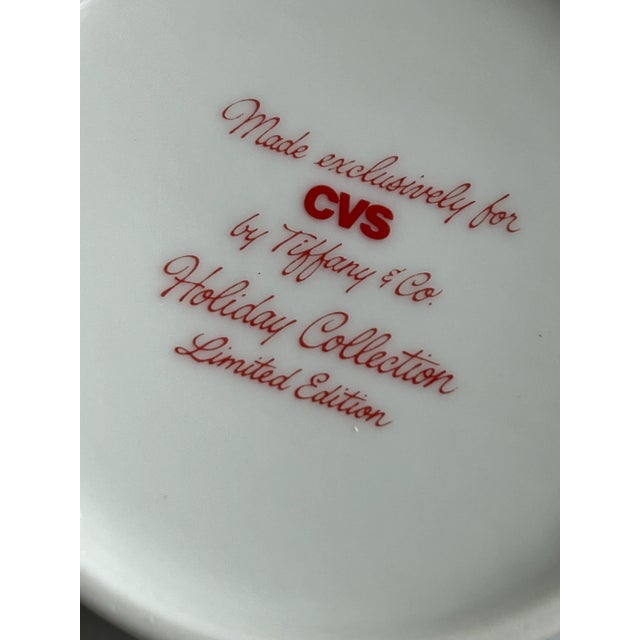 Made exclusively for
CVS
by Tiffany & Co.
Holiday Collection
Limited Edition